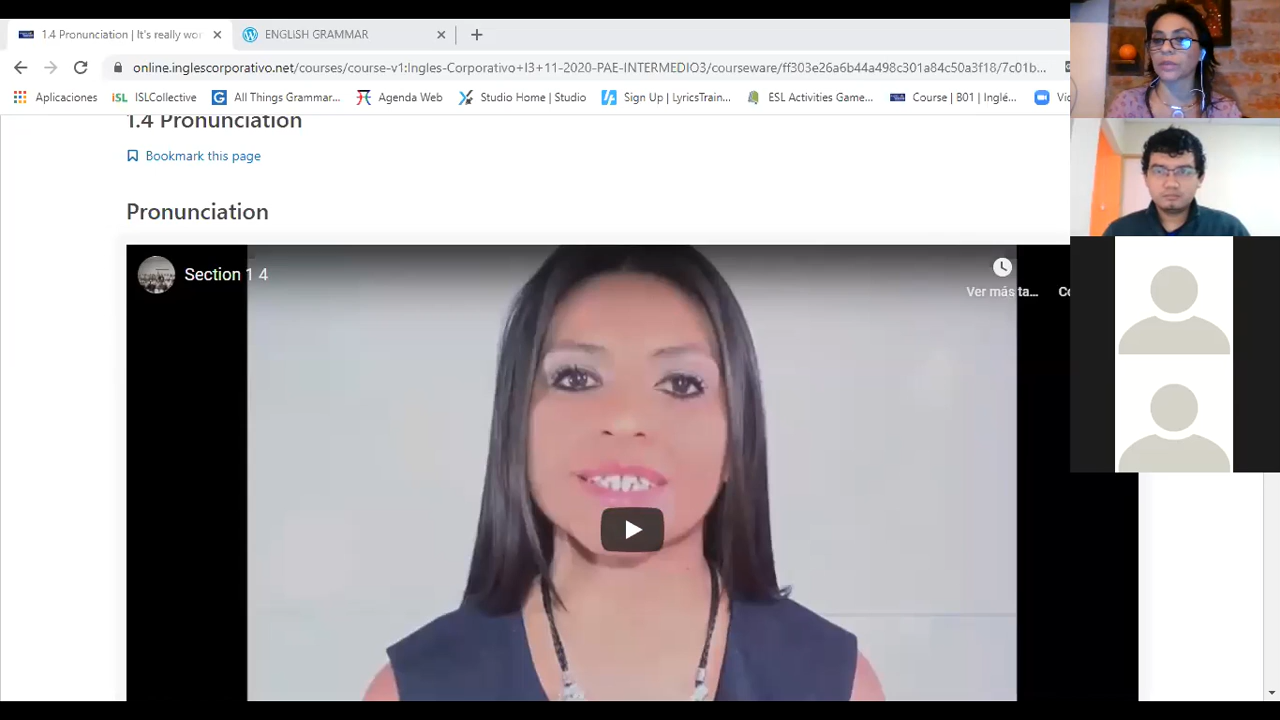 1.4 Pronunciation | It's really wor
ENGLISH GRAMMAR
online.inglescorporativo.net/courses/course-v1:Ingles-Corporativo+I3+11-2020-PAE-INTERMEDIO3/courseware/ff303e26a6b44a498c301a84c50a3f18/7c01b...
Aplicaciones
iSL ISLCollective
G All Things Grammar...
Agenda Web
Studio Home | Studio
Sign Up | LyricsTrain...
ESL Activities Game...
Course | B01 | Inglé...
1.4 Pronunciation
Bookmark this page
Pronunciation
Section 1 4
Ver más ta...